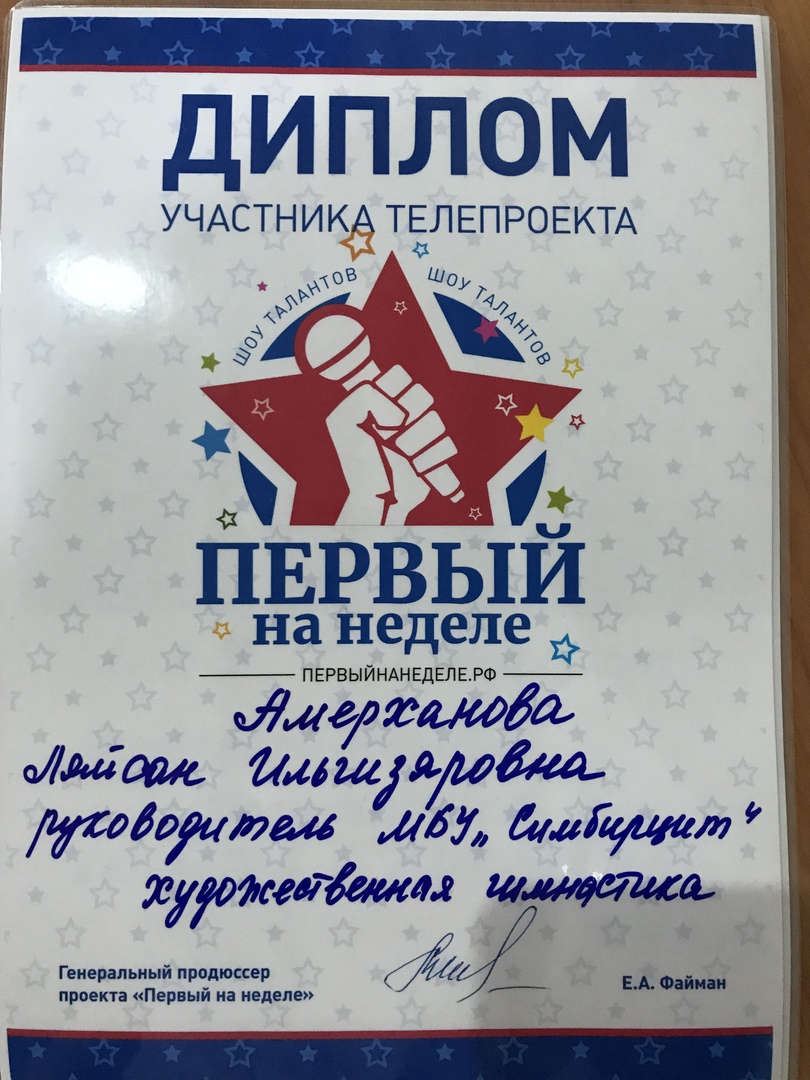 ДИПЛОМ
УЧАСТНИКА ТЕЛЕПРОЕКТА
ШОУ ТАЛАНТОВ ШОУ ТАЛАНТОВ
ПЕРВЫЙ
на неделе
ПЕРВЫЙНАНЕДЕЛЕ.РФ
Амерханова
Ляйсан Ильгизяровна
руководитель МБУ „Симбирцит“
художественная гимнастика
Генеральный продюссер
проекта «Первый на неделе»
Е.А. Файман